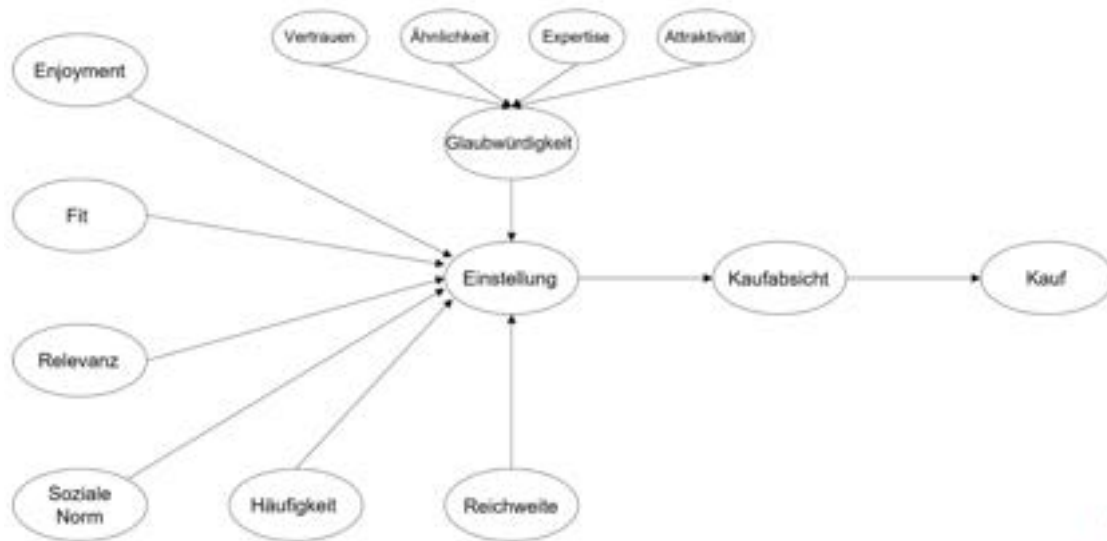 Vertrauen
Ähnlichkeit
Expertise
Attraktivität
Enjoyment
Glaubwürdigkeit
Fit
Einstellung
Kaufabsicht
Kauf
Relevanz
Soziale
Norm
Häufigkeit
Reichweite